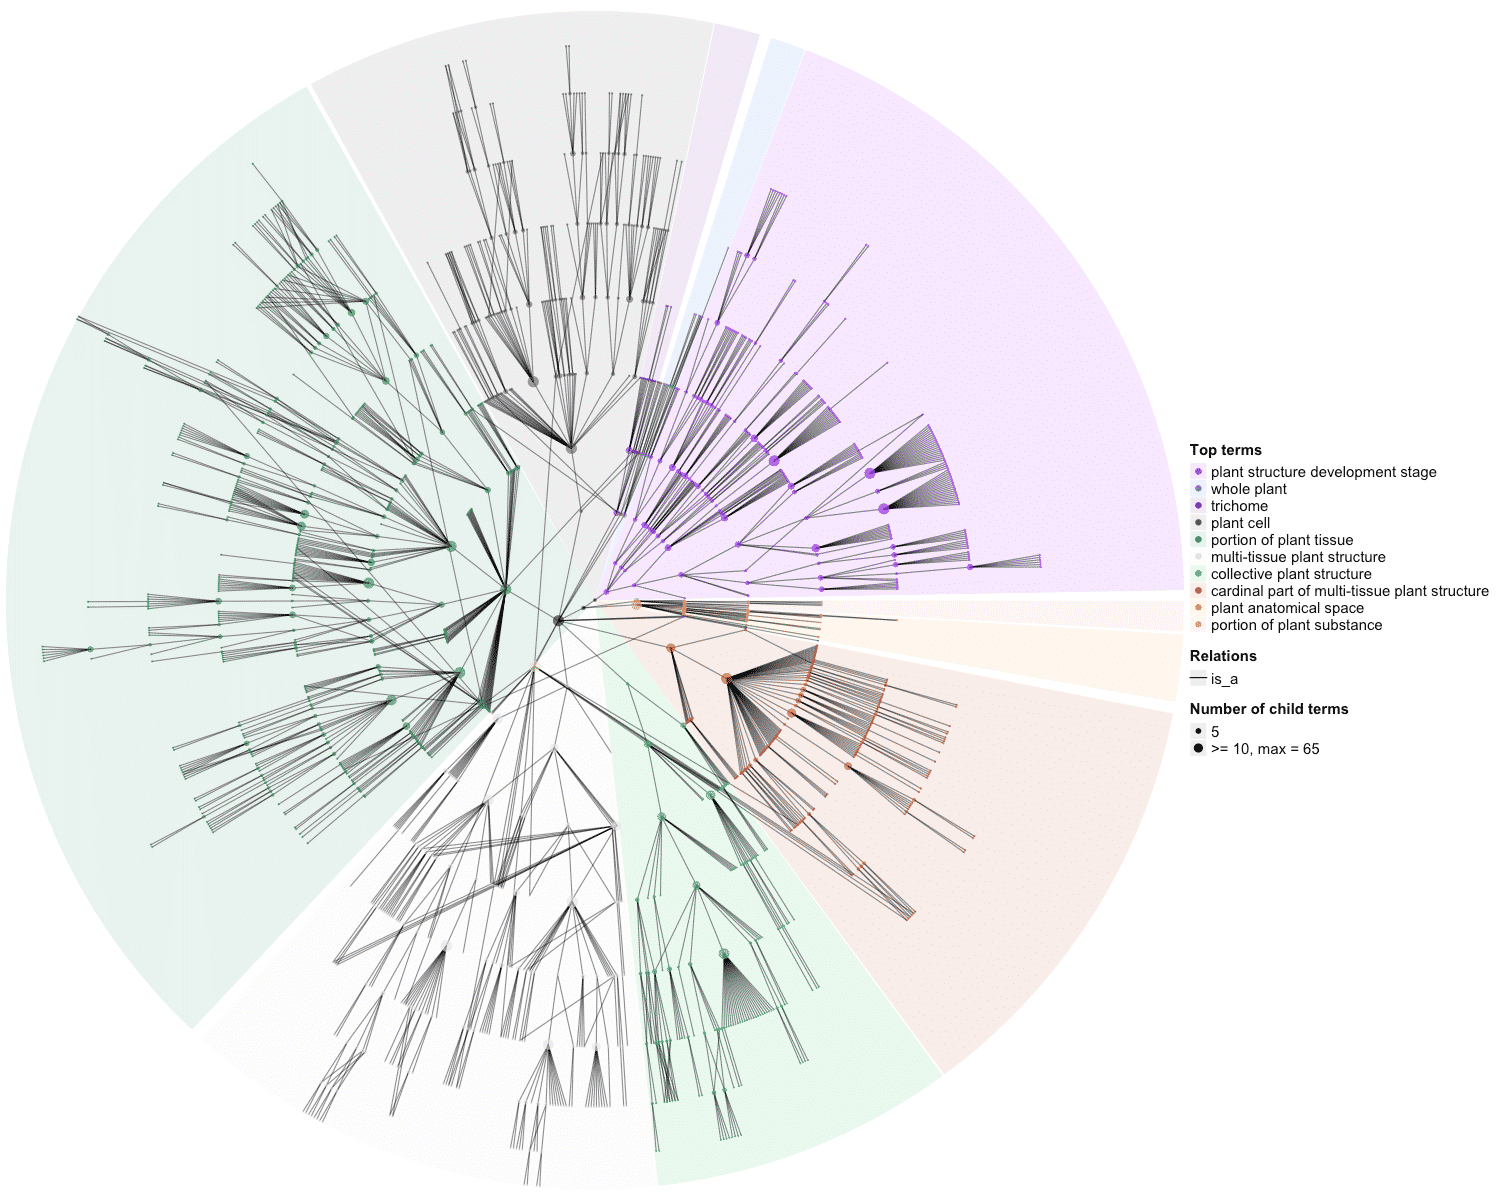 Top terms
plant structure development stage
whole plant
trichome
plant cell
portion of plant tissue
multi-tissue plant structure
collective plant structure
cardinal part of multi-tissue plant structure
plant anatomical space
portion of plant substance
Relations
is_a
Number of child terms
5
>= 10, max = 65